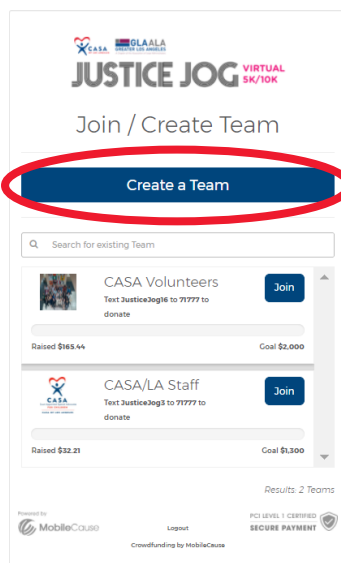 CASA
GLAALA
GREATER LOS ANGELES
JUSTICE JOG VIRTUAL 5K/10K
Join / Create Team
Create a Team
Search for existing Team
CASA Volunteers
Join
Text JusticeJog16 to 71777 to
donate
Raised $165.44
Goal $2,000
CASA/LA Staff
Join
Text JusticeJog3 to 71777 to
donate
CASA
Raised $32.21
Goal $1,300
Results: 2 Teams
Powered by
MobileCause
Logout
PCI LEVEL 1 CERTIFIED
SECURE PAYMENT
Crowdfunding by MobileCause